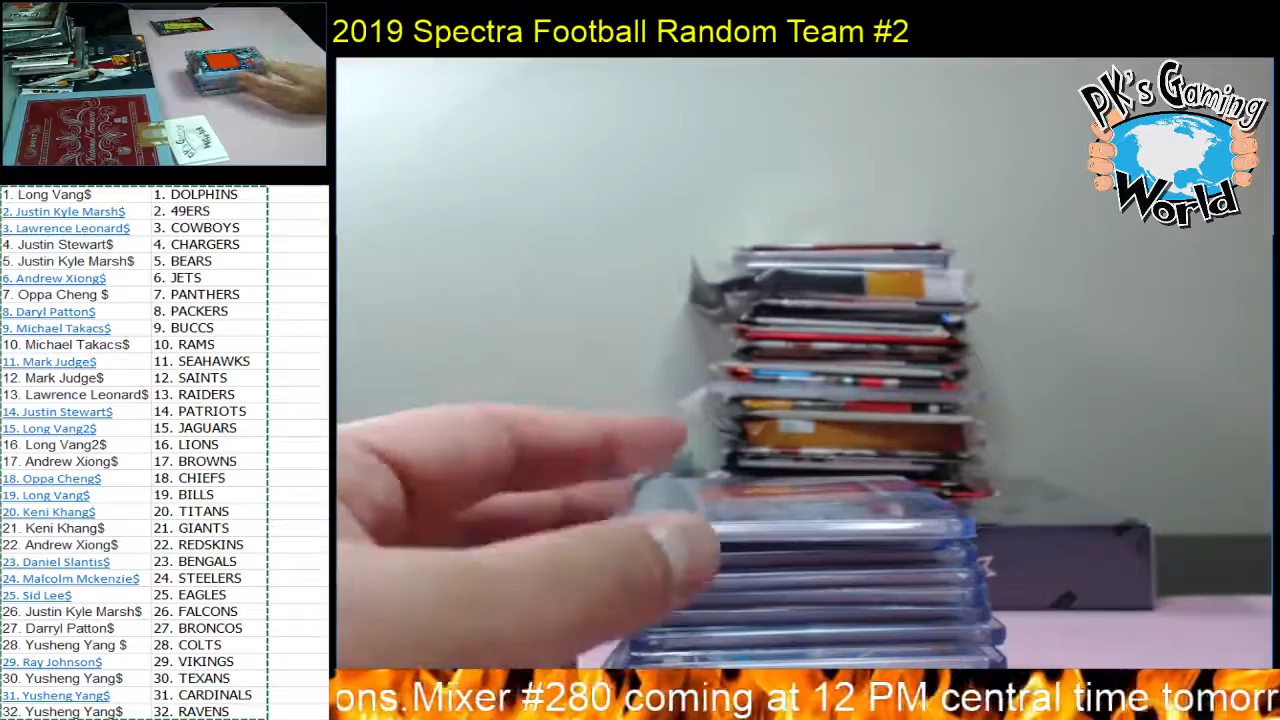 2019 Spectra Football Random Team #2
PK's Gaming
World
1. Long Vang$ 1. DOLPHINS
2. Justin Kyle Marsh$ 2. 49ERS
3. Lawrence Leonard$ 3. COWBOYS
4. Justin Stewart$ 4. CHARGERS
5. Justin Kyle Marsh$ 5. BEARS
6. Andrew Xiong$ 6. JETS
7. Oppa Cheng $ 7. PANTHERS
8. Daryl Patton$ 8. PACKERS
9. Michael Takacs$ 9. BUCCS
10. Michael Takacs$ 10. RAMS
11. Mark Judge$ 11. SEAHAWKS
12. Mark Judge$ 12. SAINTS
13. Lawrence Leonard$ 13. RAIDERS
14. Justin Stewart$ 14. PATRIOTS
15. Long Vang2$ 15. JAGUARS
16. Long Vang2$ 16. LIONS
17. Andrew Xiong$ 17. BROWNS
18. Oppa Cheng$ 18. CHIEFS
19. Long Vang$ 19. BILLS
20. Keni Khang$ 20. TITANS
21. Keni Khang$ 21. GIANTS
22. Andrew Xiong$ 22. REDSKINS
23. Daniel Slantis$ 23. BENGALS
24. Malcolm Mckenzie$ 24. STEELERS
25. Sid Lee$ 25. EAGLES
26. Justin Kyle Marsh$ 26. FALCONS
27. Darryl Patton$ 27. BRONCOS
28. Yusheng Yang $ 28. COLTS
29. Ray Johnson$ 29. VIKINGS
30. Yusheng Yang$ 30. TEXANS
31. Yusheng Yang$ 31. CARDINALS
32. Yusheng Yang$ 32. RAVENS
ons.Mixer #280 coming at 12 PM central time tomorr